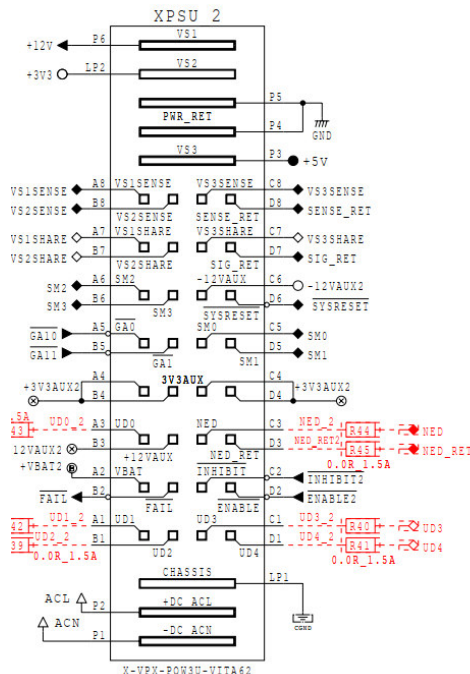 XPSU 2
+12V P6 VS1
+3V3 LP2 VS2
P5
PWR_RET P4
GND
VS3 P3 +5V
VS1SENSE A8 VS1SENSE VS3SENSE C8 VS3SENSE
VS2SENSE B8 VS2SENSE SENSE_RET D8 SENSE_RET
VS1SHARE A7 VS1SHARE VS3SHARE C7 VS3SHARE
VS2SHARE B7 VS2SHARE SIG_RET D7 SIG_RET
SM2 A6 SM2 -12VAUX C6 -12VAUX2
SM3 B6 SM3 SYSRESET D6 SYSRESET
GA10 A5 GA0 SM0 C5 SM0
GA11 B5 GA1 SM1 D5 SM1
+3V3AUX2 A4 3V3AUX C4 +3V3AUX2
B4 D4
.5A
43 UD0_2 A3 UD0 NED C3 NED_2 R44 NED
12VAUX2 B3 +12VAUX NED_RET D3 NED_RET2 R45 NED_RET
0.0R_1.5A
+VBAT2 A2 VBAT INHIBIT C2 INHIBIT2
FAIL B2 FAIL ENABLE D2 ENABLE2
42 UD1_2 A1 UD1 UD3 C1 UD3_2 R40 UD3
39 UD2_2 B1 UD2 UD4 D1 UD4_2 R41 UD4
0.0R_1.5A 0.0R_1.5A
CHASSIS LP1
ACL P2 +DC ACL
CGND
ACN P1 -DC ACN
X-VPX-POW3U-VITA62